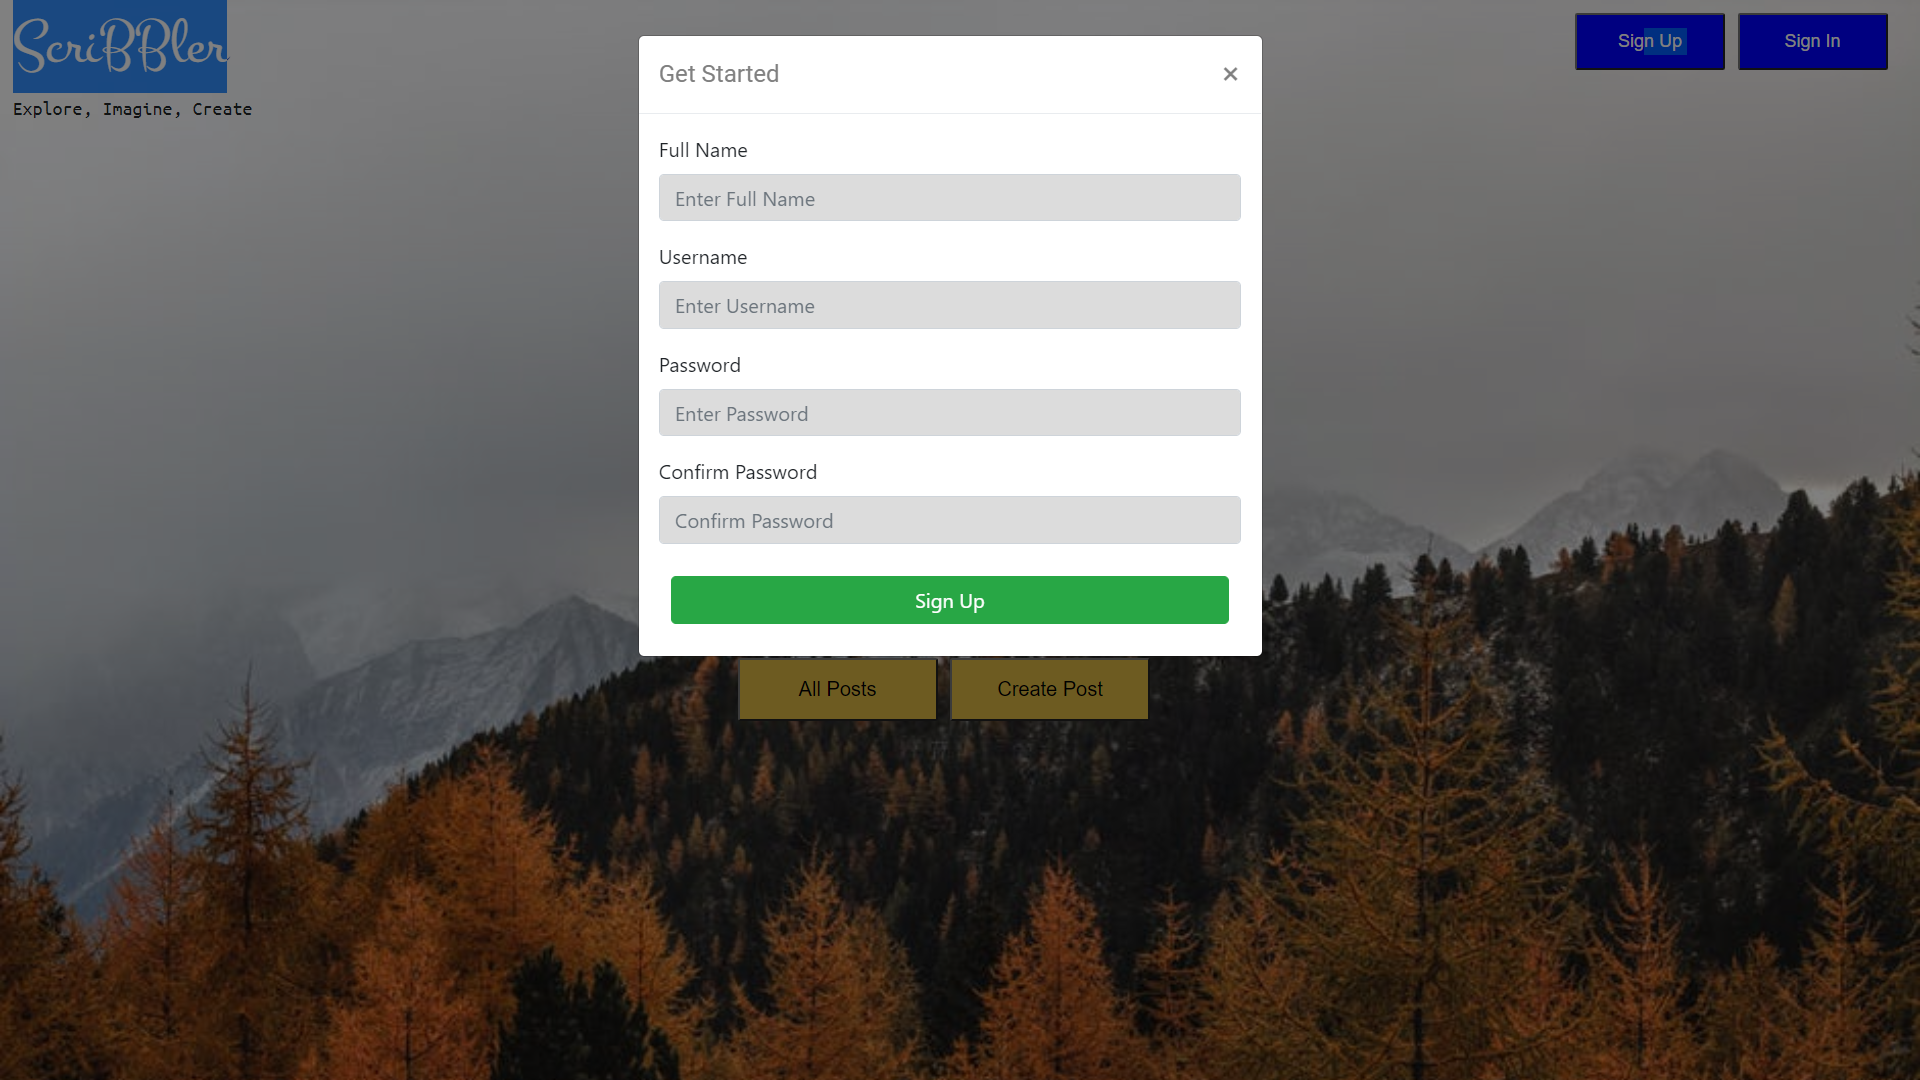 ScriBBler
Explore, Imagine, Create
Sign Up
Sign In
Get Started
×
Full Name
Enter Full Name
Username
Enter Username
Password
Enter Password
Confirm Password
Confirm Password
Sign Up
All Posts
Create Post